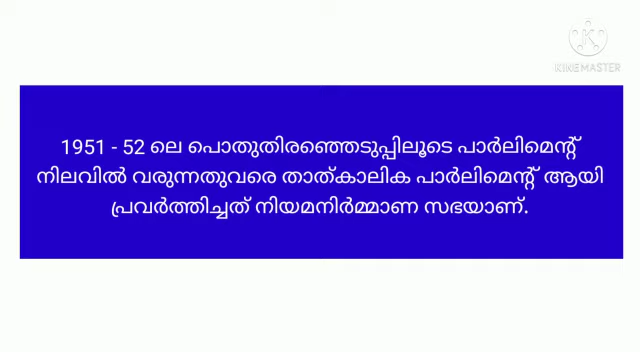 KINEMASTER
1951 - 52 ലെ പൊതുതിരഞ്ഞെടുപ്പിലൂടെ പാർലിമെന്റ്
നിലവിൽ വരുന്നതുവരെ താത്കാലിക പാർലിമെന്റ് ആയി
പ്രവർത്തിച്ചത് നിയമനിർമ്മാണ സഭയാണ്.